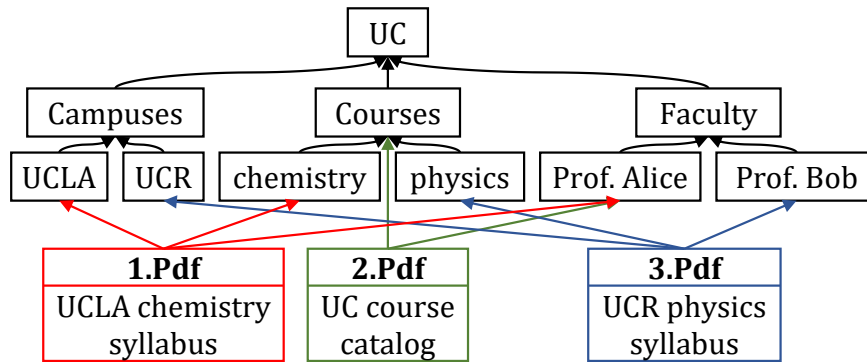 UC
Campuses
Courses
Faculty
UCLA
UCR
chemistry
physics
Prof. Alice
Prof. Bob
1.Pdf
UCLA chemistry
syllabus
2.Pdf
UC course
catalog
3.Pdf
UCR physics
syllabus